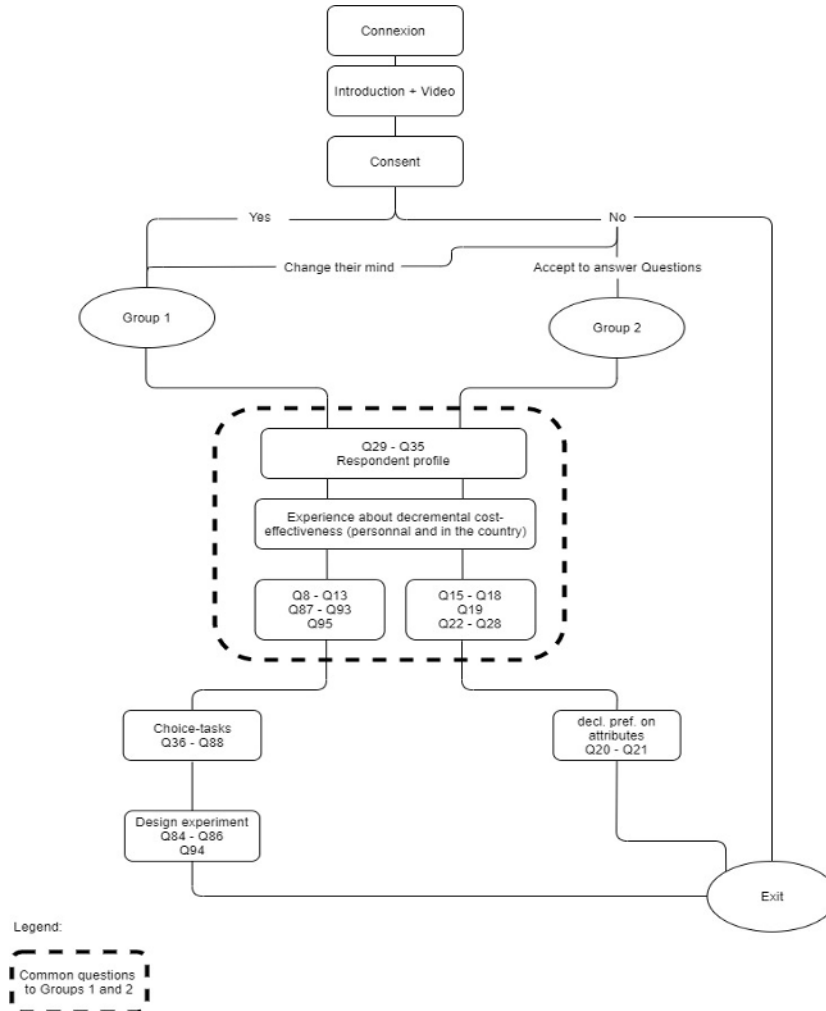 Connexion
Introduction + Video
Consent
Yes
No
Change their mind
Accept to answer Questions
Group 1
Group 2
Q29 - Q35
Respondent profile
Experience about decremental cost-
effectiveness (personnal and in the country)
Q8 - Q13
Q87 - Q93
Q95
Q15 - Q18
Q19
Q22 - Q28
Choice-tasks
Q36 - Q88
decl. pref. on
attributes
Q20 - Q21
Design experiment
Q84 - Q86
Q94
Exit
Legend:
Common questions
to Groups 1 and 2